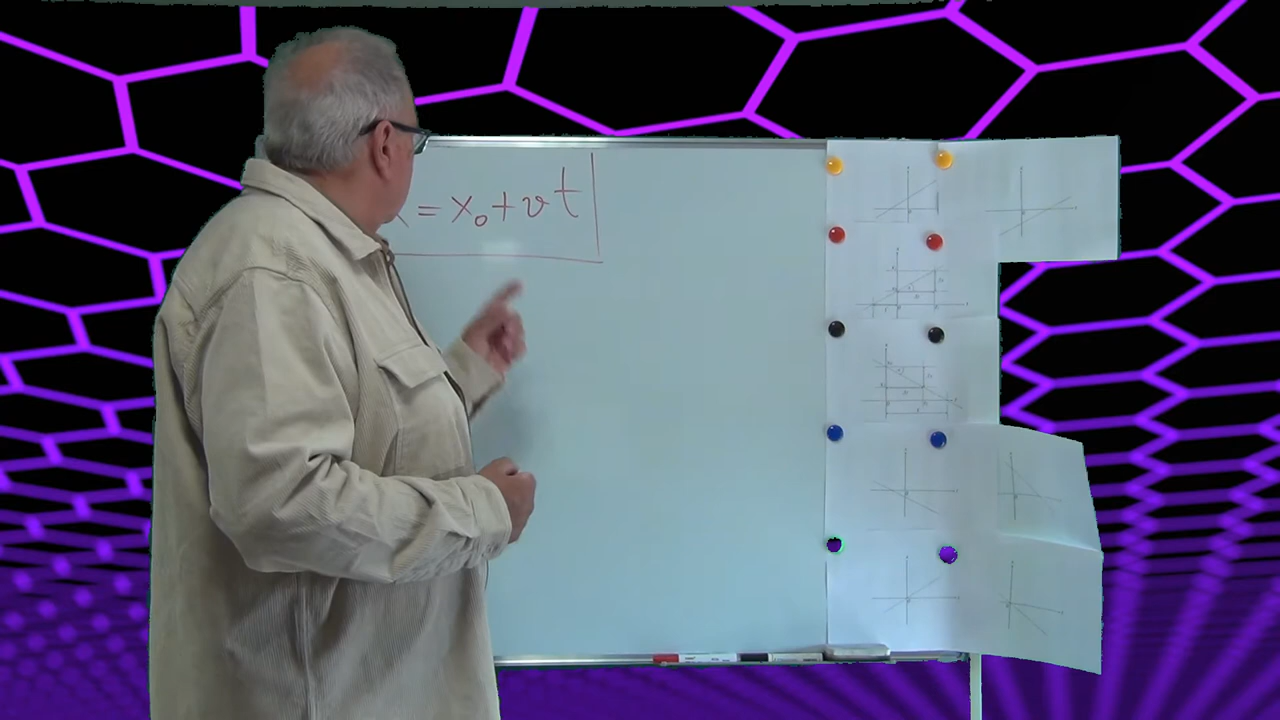 x = x₀ + vt